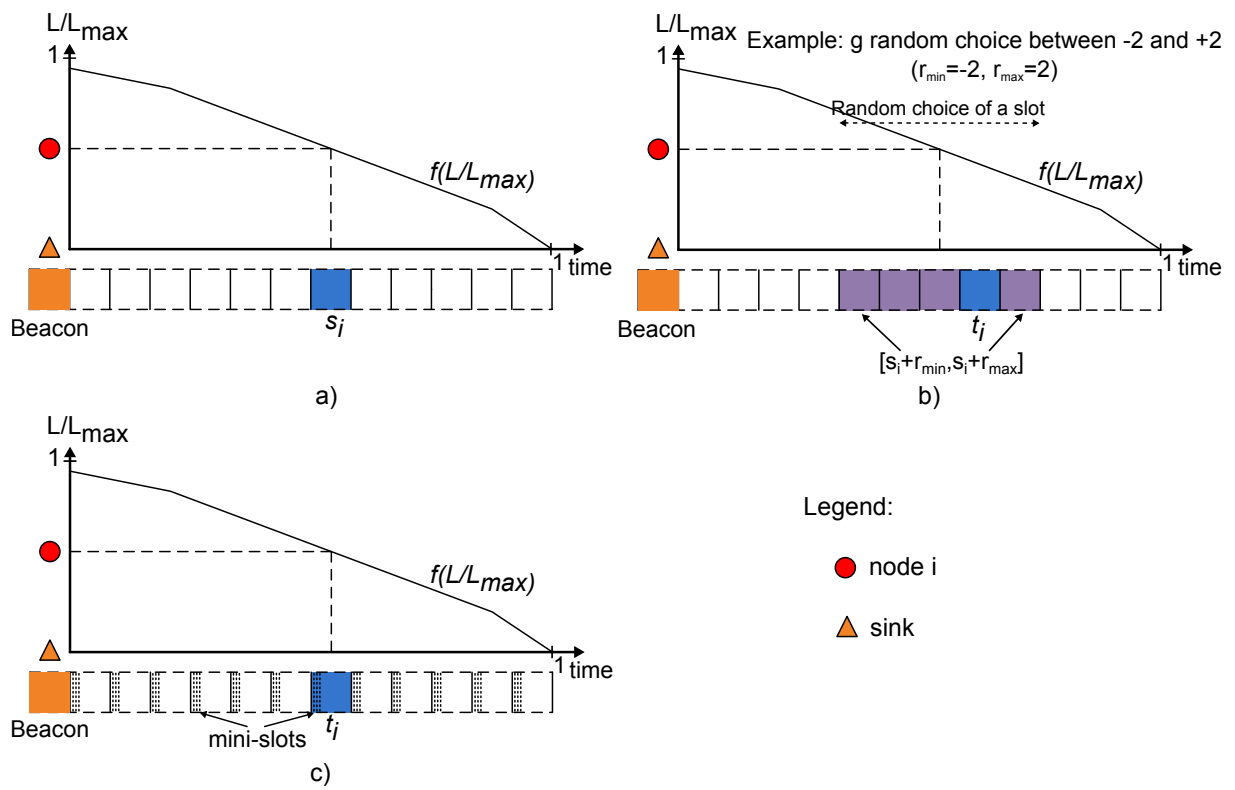 L/Lmax
1
f(L/Lmax)
1
time
Beacon
si
a)
L/Lmax
Example: g random choice between -2 and +2
(rmin=-2, rmax=2)
1
Random choice of a slot
f(L/Lmax)
1
time
Beacon
ti
[si+rmin,si+rmax]
b)
L/Lmax
1
f(L/Lmax)
1
time
Beacon
mini-slots
ti
c)
Legend:
node i
sink